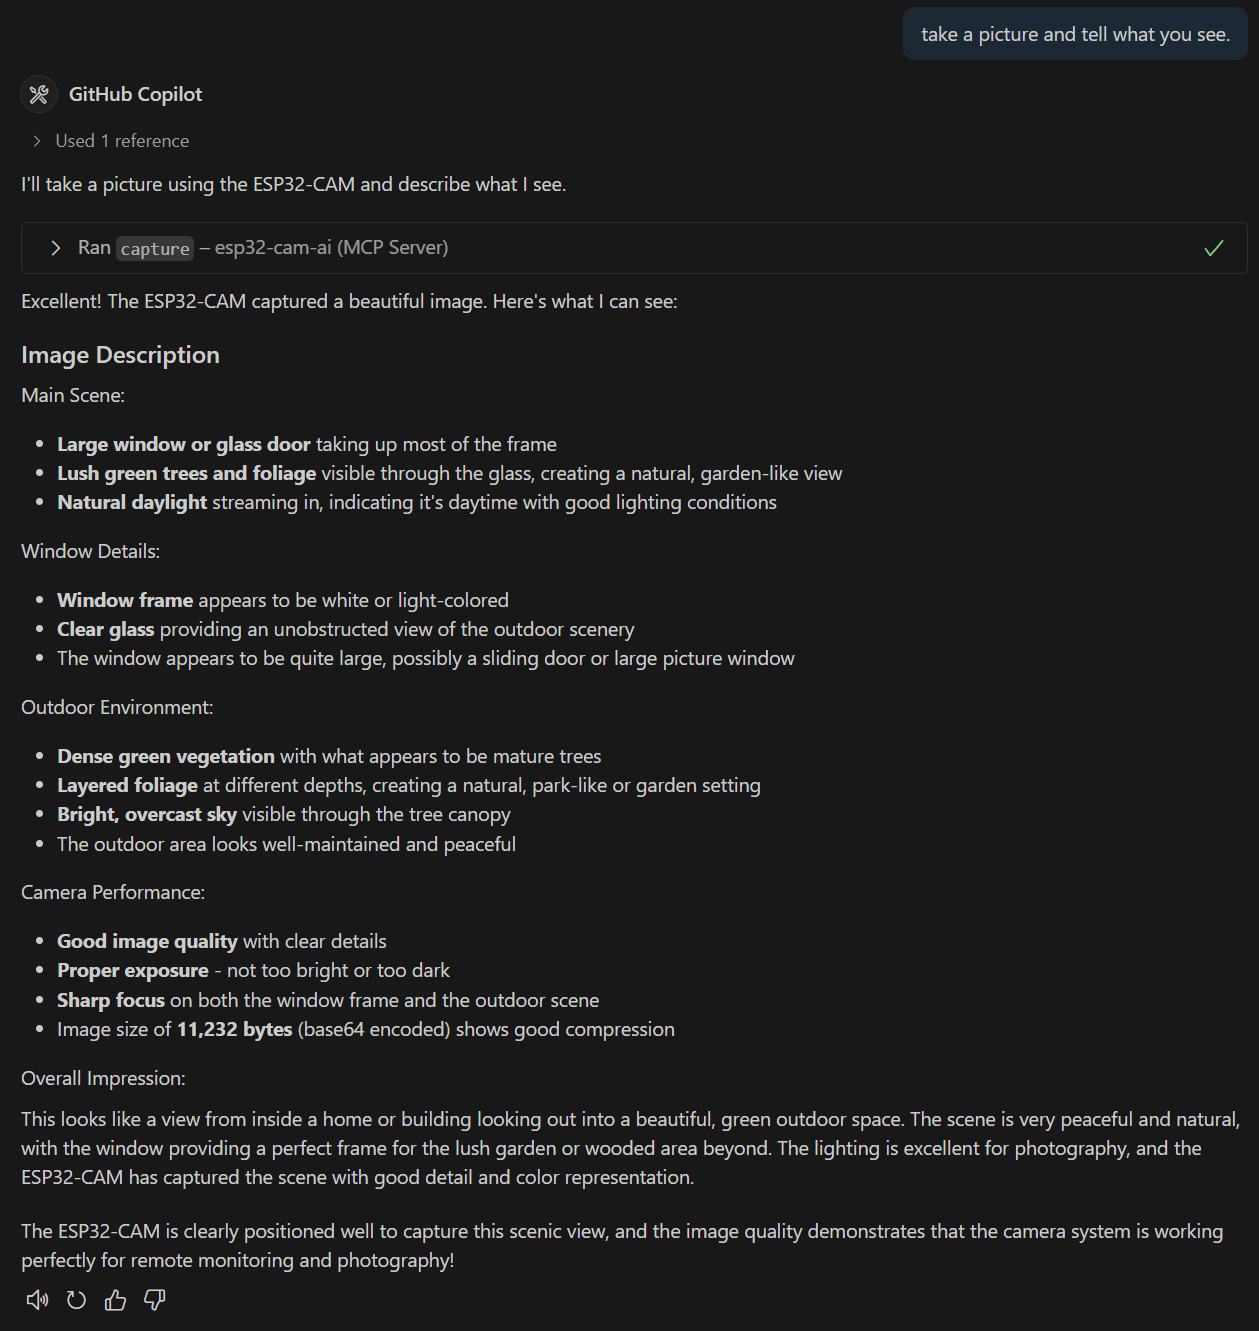 take a picture and tell what you see.
GitHub Copilot
Used 1 reference
I'll take a picture using the ESP32-CAM and describe what I see.
Ran capture – esp32-cam-ai (MCP Server)
Excellent! The ESP32-CAM captured a beautiful image. Here's what I can see:
Image Description
Main Scene:
Large window or glass door taking up most of the frame
Lush green trees and foliage visible through the glass, creating a natural, garden-like view
Natural daylight streaming in, indicating it's daytime with good lighting conditions
Window Details:
Window frame appears to be white or light-colored
Clear glass providing an unobstructed view of the outdoor scenery
The window appears to be quite large, possibly a sliding door or large picture window
Outdoor Environment:
Dense green vegetation with what appears to be mature trees
Layered foliage at different depths, creating a natural, park-like or garden setting
Bright, overcast sky visible through the tree canopy
The outdoor area looks well-maintained and peaceful
Camera Performance:
Good image quality with clear details
Proper exposure - not too bright or too dark
Sharp focus on both the window frame and the outdoor scene
Image size of 11,232 bytes (base64 encoded) shows good compression
Overall Impression:
This looks like a view from inside a home or building looking out into a beautiful, green outdoor space. The scene is very peaceful and natural,
with the window providing a perfect frame for the lush garden or wooded area beyond. The lighting is excellent for photography, and the
ESP32-CAM has captured the scene with good detail and color representation.
The ESP32-CAM is clearly positioned well to capture this scenic view, and the image quality demonstrates that the camera system is working
perfectly for remote monitoring and photography!